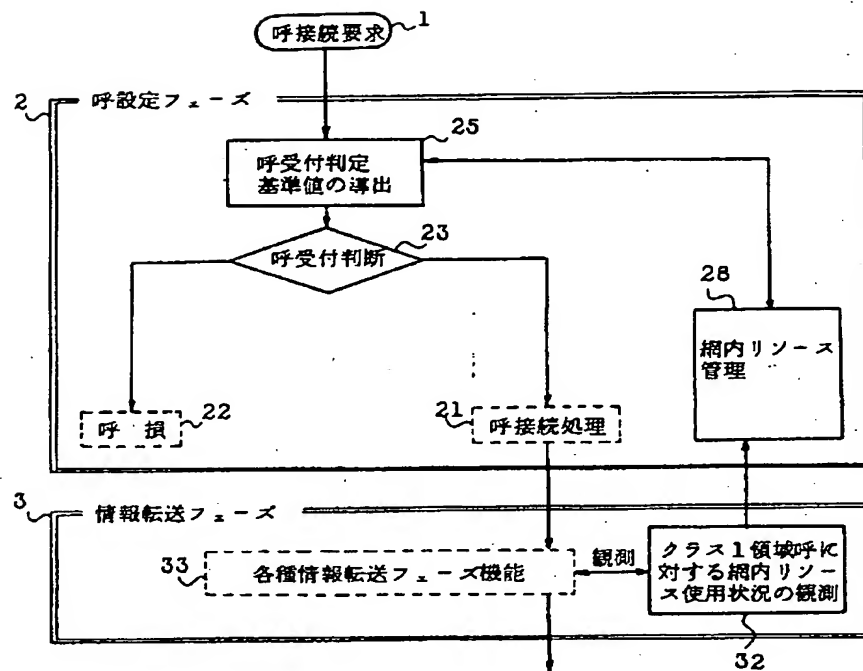 呼接続要求
1
2
呼設定フェーズ
25
呼受付判定
基準値の導出
23
呼受付判断
28
網内リソース
管理
呼 損
22
21
呼接続処理
3
情報転送フェーズ
33
各種情報転送フェーズ機能
観測
クラス1領域呼に
対する網内リソー
ス使用状況の観測
32